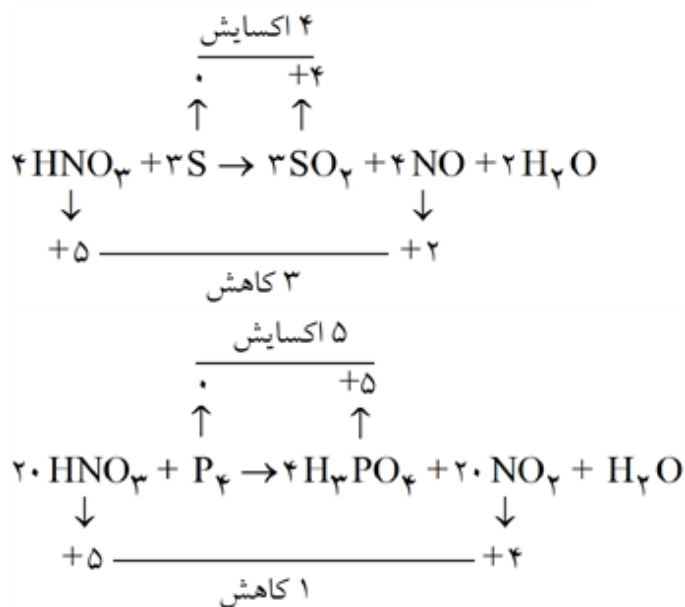 ۴ اکسایش
۰ +۴
↑ ↑
۴HNO۳ + ۳S → ۳SO۲ + ۴NO + ۲H۲O
↓ ↓
+۵ +۲
۳ کاهش
۵ اکسایش
۰ +۵
↑ ↑
۲۰HNO۳ + P۴ → ۴H۳PO۴ + ۲۰NO۲ + H۲O
↓ ↓
+۵ +۴
۱ کاهش